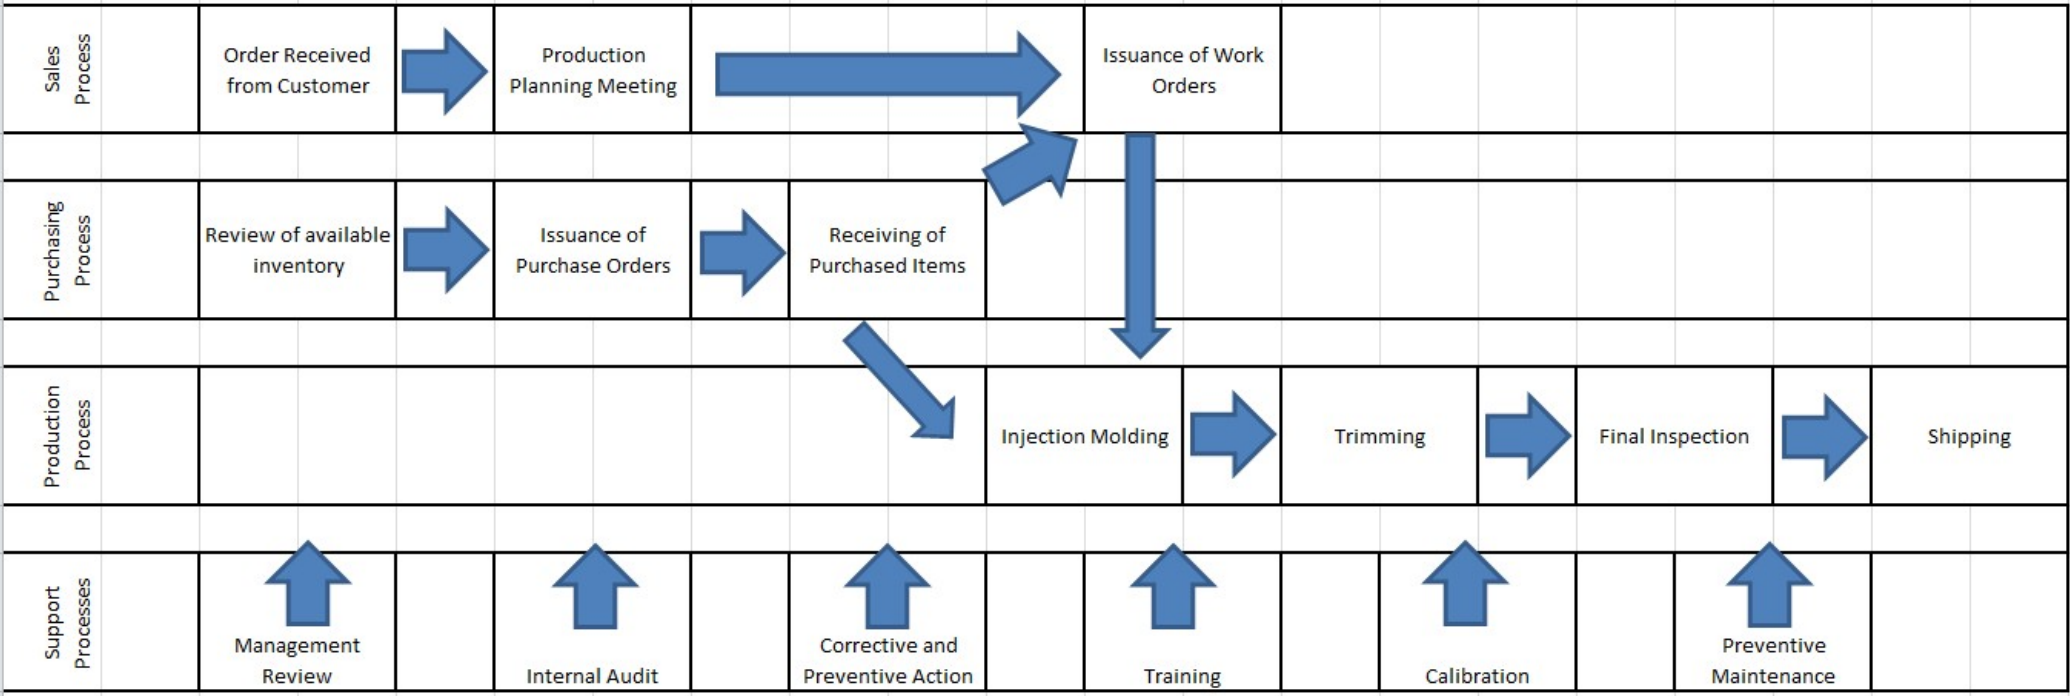 Sales
Process
Order Received
from Customer
Production
Planning Meeting
Issuance of Work
Orders
Purchasing
Process
Review of available
inventory
Issuance of
Purchase Orders
Receiving of
Purchased Items
Production
Process
Injection Molding
Trimming
Final Inspection
Shipping
Support
Processes
Management
Review
Internal Audit
Corrective and
Preventive Action
Training
Calibration
Preventive
Maintenance